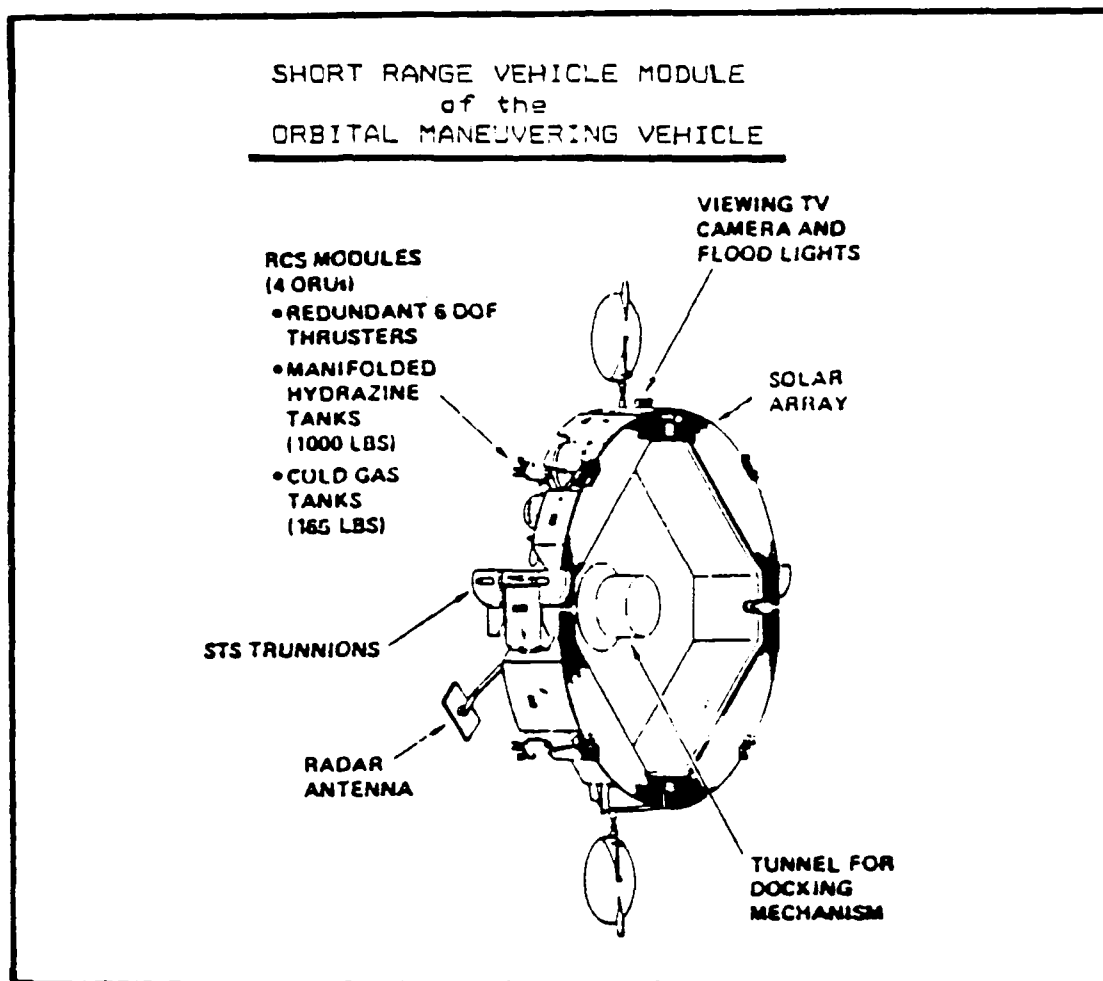 SHORT RANGE VEHICLE MODULE
of the
ORBITAL MANEUVERING VEHICLE
VIEWING TV
CAMERA AND
FLOOD LIGHTS
RCS MODULES
(4 ORUs)
• REDUNDANT 6 DOF
THRUSTERS
• MANIFOLDED
HYDRAZINE
TANKS
(1000 LBS)
• COLD GAS
TANKS
(165 LBS)
SOLAR
ARRAY
STS TRUNNIONS
RADAR
ANTENNA
TUNNEL FOR
DOCKING
MECHANISM